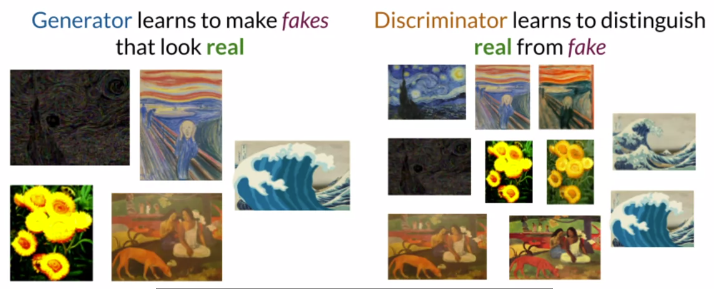 Generator learns to make fakes
that look real
Discriminator learns to distinguish
real from fake